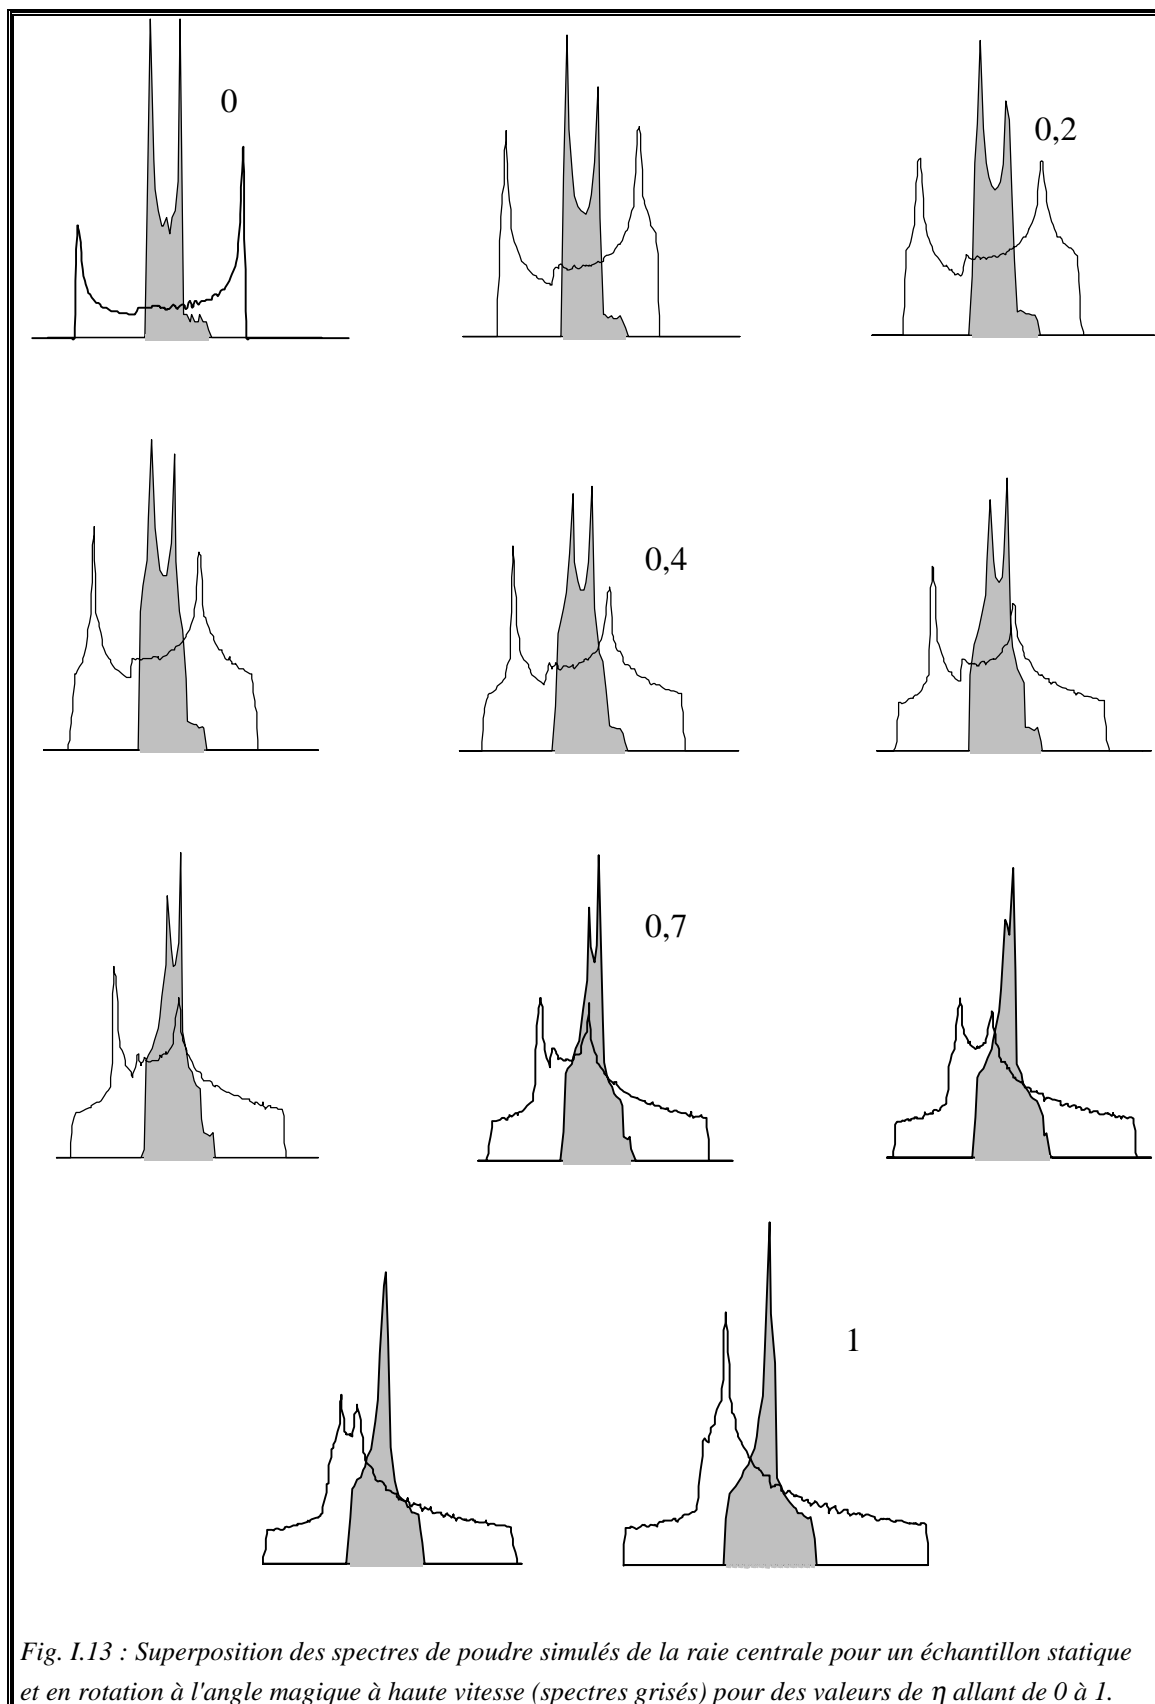 0
0,2
0,4
0,7
1
Fig. I.13 : Superposition des spectres de poudre simulés de la raie centrale pour un échantillon statique
et en rotation à l'angle magique à haute vitesse (spectres grisés) pour des valeurs de η allant de 0 à 1.